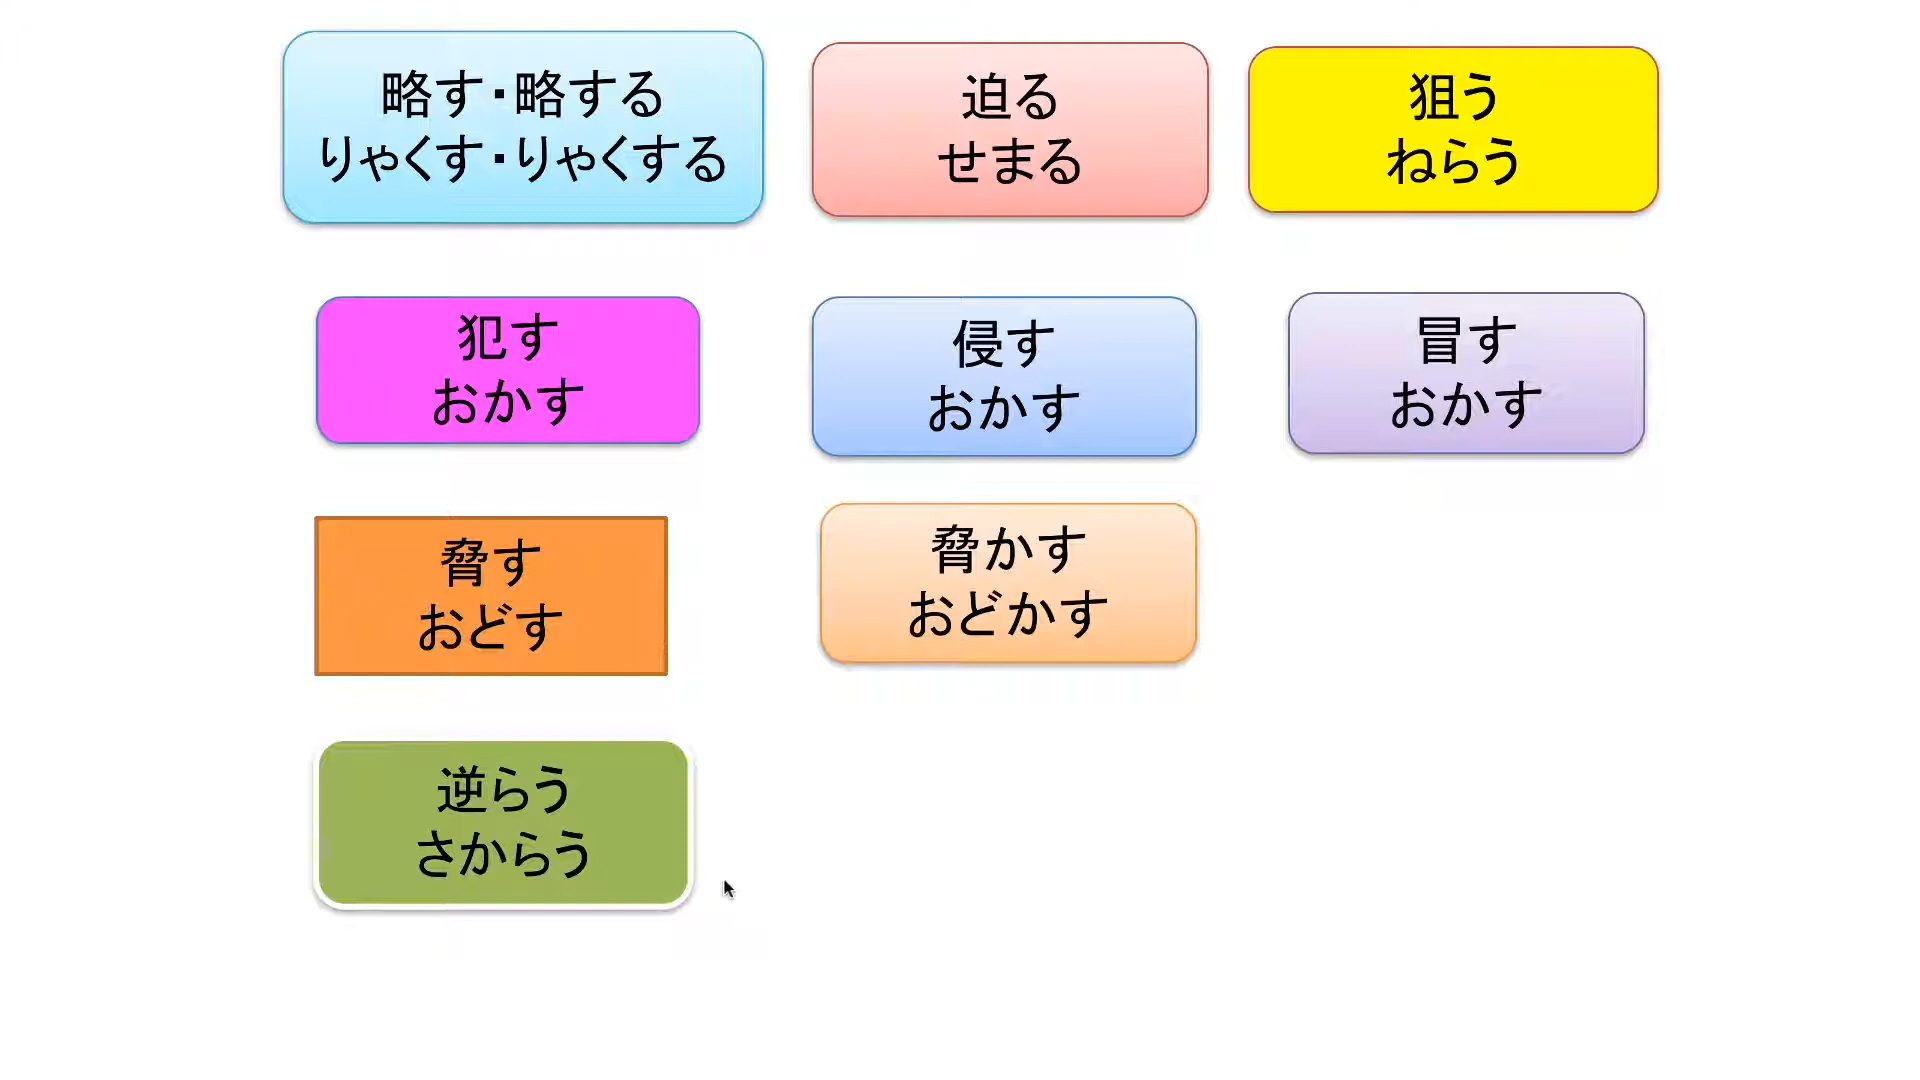 略す・略する
りゃくす・りゃくする
迫る
せまる
狙う
ねらう
犯す
おかす
侵す
おかす
冒す
おかす
脅す
おどす
脅かす
おどかす
逆らう
さからう